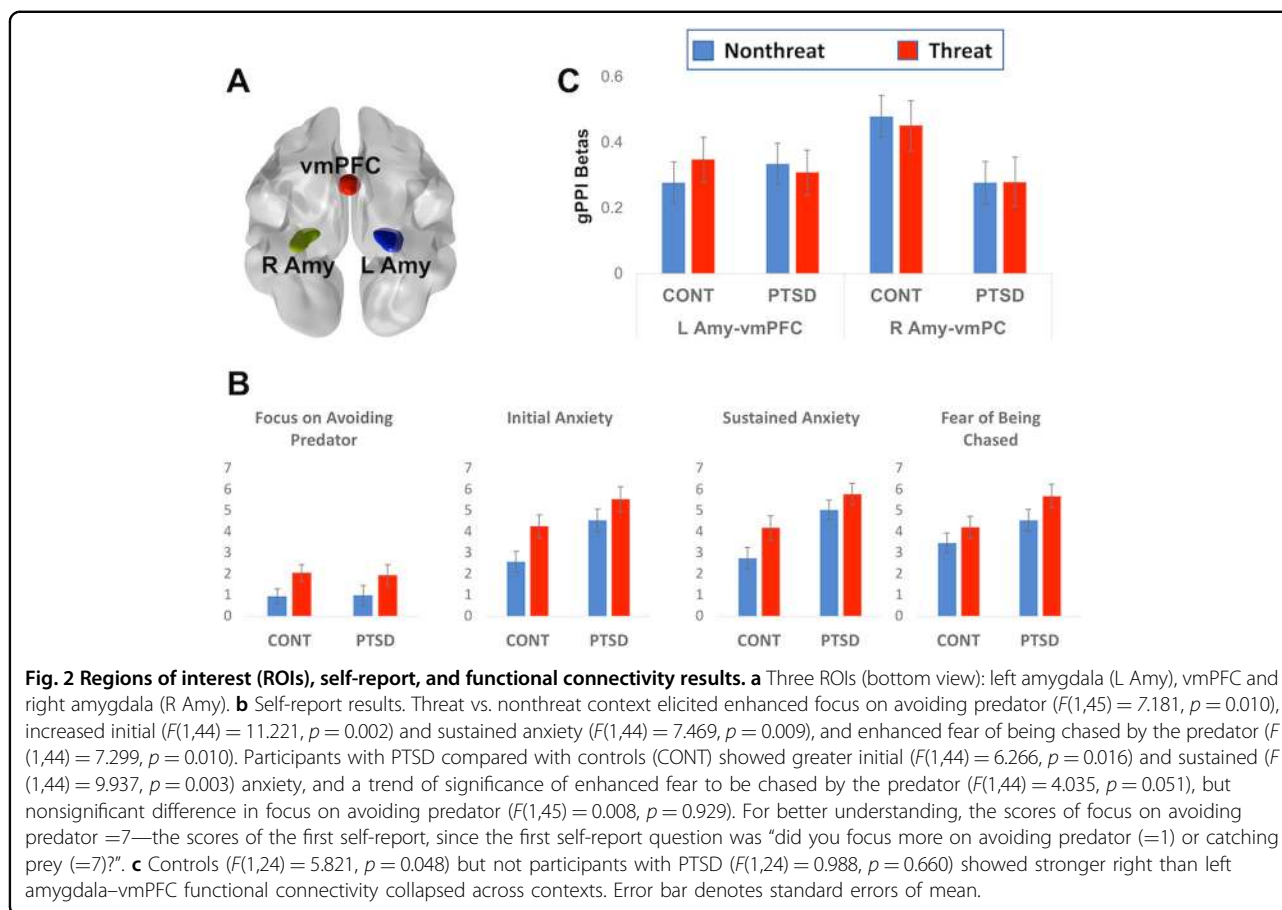 Nonthreat Threat
A
vmPFC
R Amy L Amy
C
gPPI Betas
0.6
0.4
0.2
0
CONT PTSD CONT PTSD
L Amy-vmPFC R Amy-vmPC
B
Focus on Avoiding
Predator
7
6
5
4
3
2
1
0
CONT PTSD
Initial Anxiety
7
6
5
4
3
2
1
0
CONT PTSD
Sustained Anxiety
7
6
5
4
3
2
1
0
CONT PTSD
Fear of Being
Chased
7
6
5
4
3
2
1
0
CONT PTSD
Fig. 2 Regions of interest (ROIs), self-report, and functional connectivity results. a Three ROIs (bottom view): left amygdala (L Amy), vmPFC and
right amygdala (R Amy). b Self-report results. Threat vs. nonthreat context elicited enhanced focus on avoiding predator (F(1,45) = 7.181, p = 0.010),
increased initial (F(1,44) = 11.221, p = 0.002) and sustained anxiety (F(1,44) = 7.469, p = 0.009), and enhanced fear of being chased by the predator (F
(1,44) = 7.299, p = 0.010). Participants with PTSD compared with controls (CONT) showed greater initial (F(1,44) = 6.266, p = 0.016) and sustained (F
(1,44) = 9.937, p = 0.003) anxiety, and a trend of significance of enhanced fear to be chased by the predator (F(1,44) = 4.035, p = 0.051), but
nonsignificant difference in focus on avoiding predator (F(1,45) = 0.008, p = 0.929). For better understanding, the scores of focus on avoiding
predator =7—the scores of the first self-report, since the first self-report question was “did you focus more on avoiding predator (=1) or catching
prey (=7)?”. c Controls (F(1,24) = 5.821, p = 0.048) but not participants with PTSD (F(1,24) = 0.988, p = 0.660) showed stronger right than left
amygdala–vmPFC functional connectivity collapsed across contexts. Error bar denotes standard errors of mean.